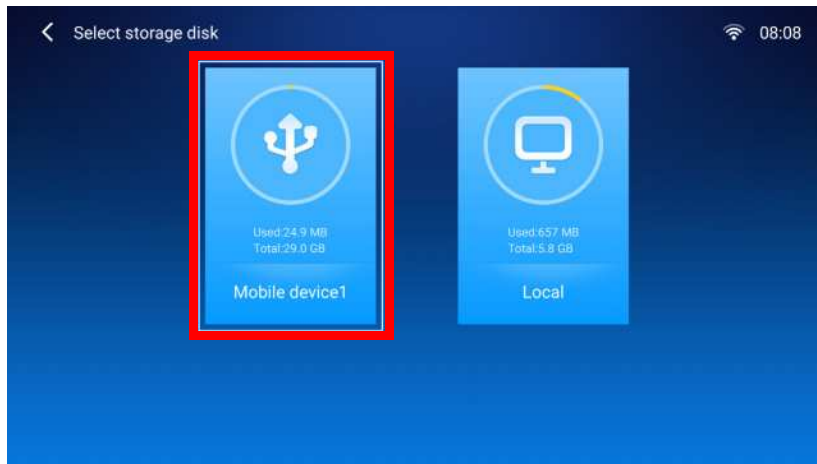 Select storage disk
08:08
Used:24.9 MB
Total:29.0 GB
Mobile device1
Used:657 MB
Total:5.8 GB
Local